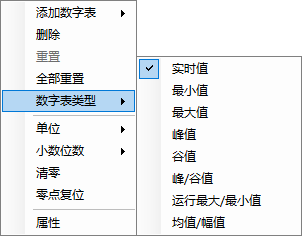 添加数字表
删除
重置
全部重置
数字表类型
单位
小数位数
清零
零点复位
属性
实时值
最小值
最大值
峰值
谷值
峰/谷值
运行最大/最小值
均值/幅值